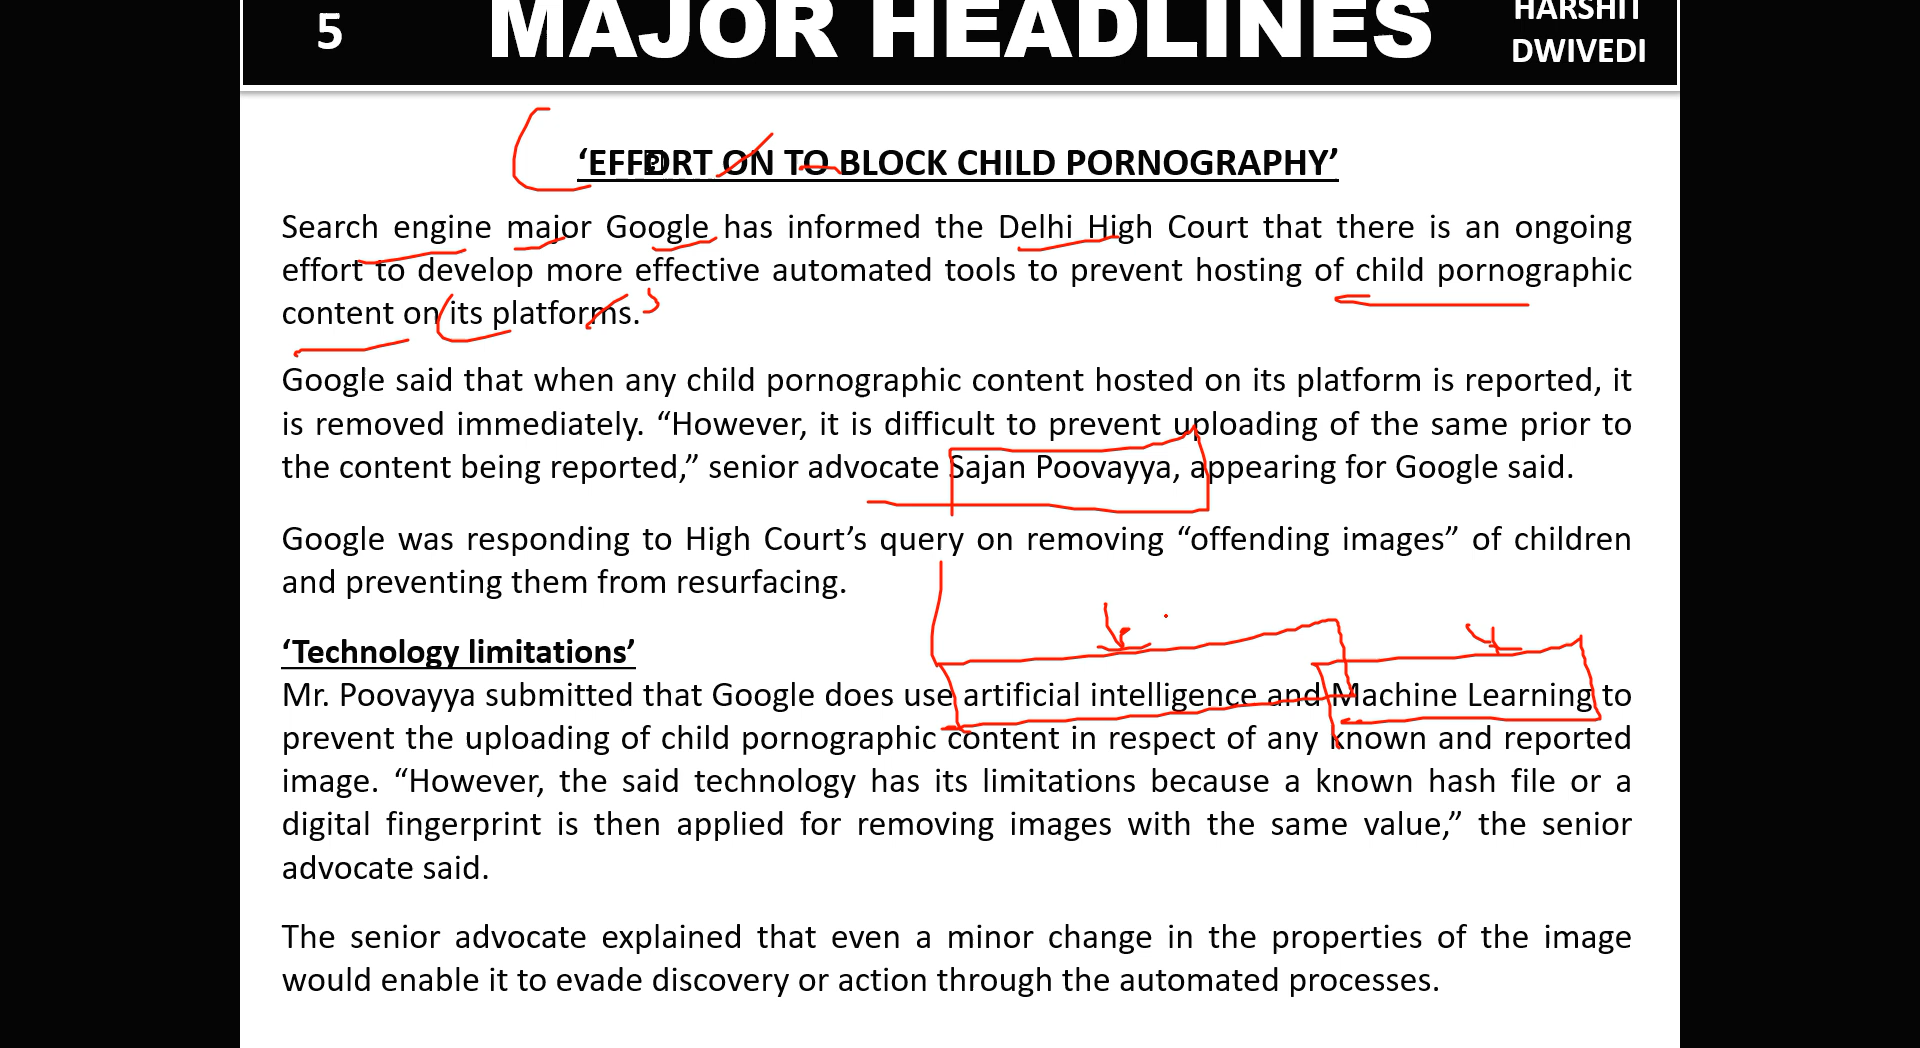 5
MAJOR HEADLINES
HARSHIT
DWIVEDI
‘EFFORT ON TO BLOCK CHILD PORNOGRAPHY’
Search engine major Google has informed the Delhi High Court that there is an ongoing
effort to develop more effective automated tools to prevent hosting of child pornographic
content on its platforms.
Google said that when any child pornographic content hosted on its platform is reported, it
is removed immediately. “However, it is difficult to prevent uploading of the same prior to
the content being reported,” senior advocate Sajan Poovayya, appearing for Google said.
Google was responding to High Court’s query on removing “offending images” of children
and preventing them from resurfacing.
‘Technology limitations’
Mr. Poovayya submitted that Google does use artificial intelligence and Machine Learning to
prevent the uploading of child pornographic content in respect of any known and reported
image. “However, the said technology has its limitations because a known hash file or a
digital fingerprint is then applied for removing images with the same value,” the senior
advocate said.
The senior advocate explained that even a minor change in the properties of the image
would enable it to evade discovery or action through the automated processes.